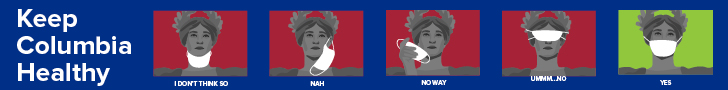 Keep
Columbia
Healthy
I DON'T THINK SO
NAH
NO WAY
UMMM...NO
YES